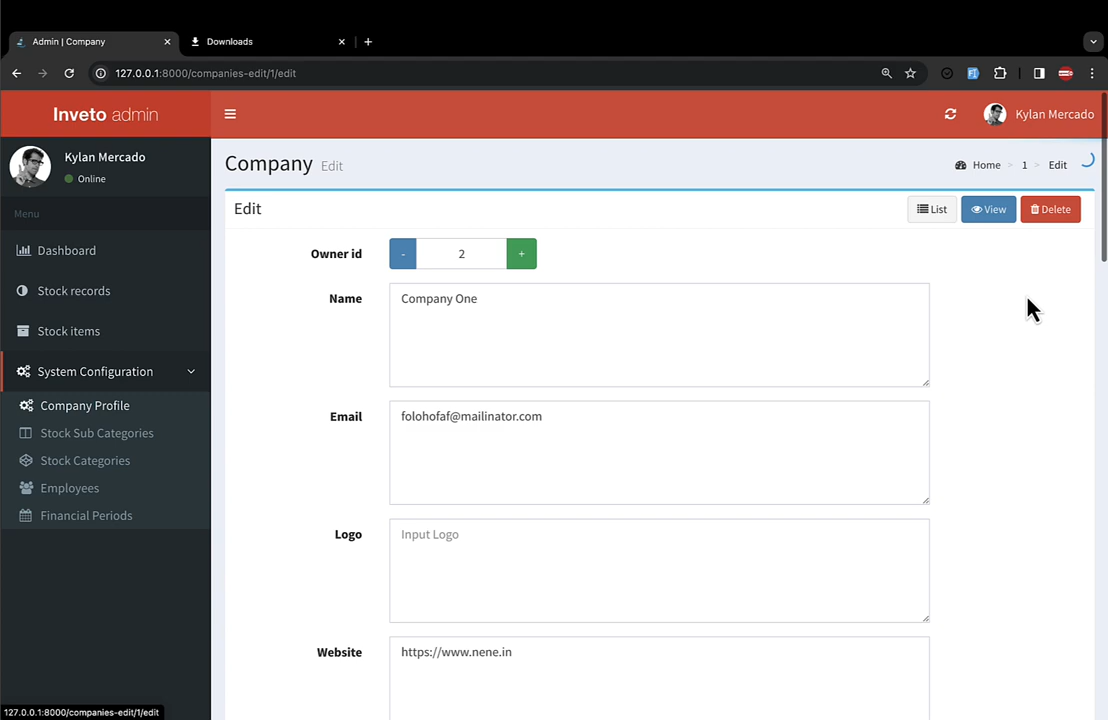 Admin | Company
Downloads
127.0.0.1:8000/companies-edit/1/edit
Inveto admin
Kylan Mercado
Kylan Mercado
Online
Company Edit
Home > 1 > Edit
Menu
Edit
List
View
Delete
Dashboard
Owner id
-
2
+
Stock records
Name
Company One
Stock items
System Configuration
Company Profile
Email
folohofaf@mailinator.com
Stock Sub Categories
Stock Categories
Employees
Financial Periods
Logo
Input Logo
Website
https://www.nene.in
127.0.0.1:8000/companies-edit/1/edit